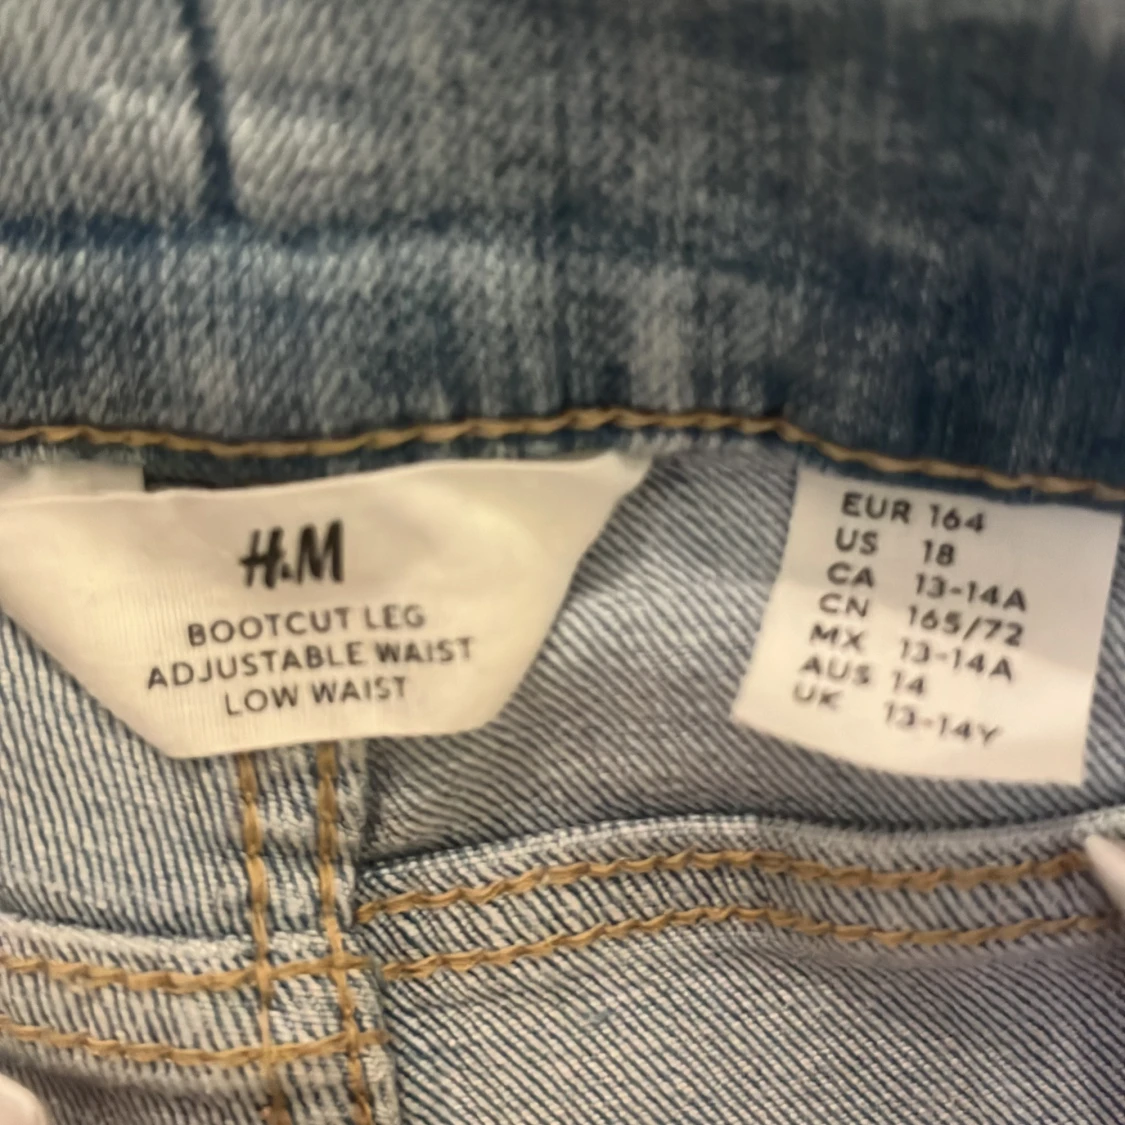 H&M
BOOTCUT LEG
ADJUSTABLE WAIST
LOW WAIST
EUR 164
US 18
CA 13-14A
CN 165/72
MX 13-14A
AUS 14
UK 13-14Y